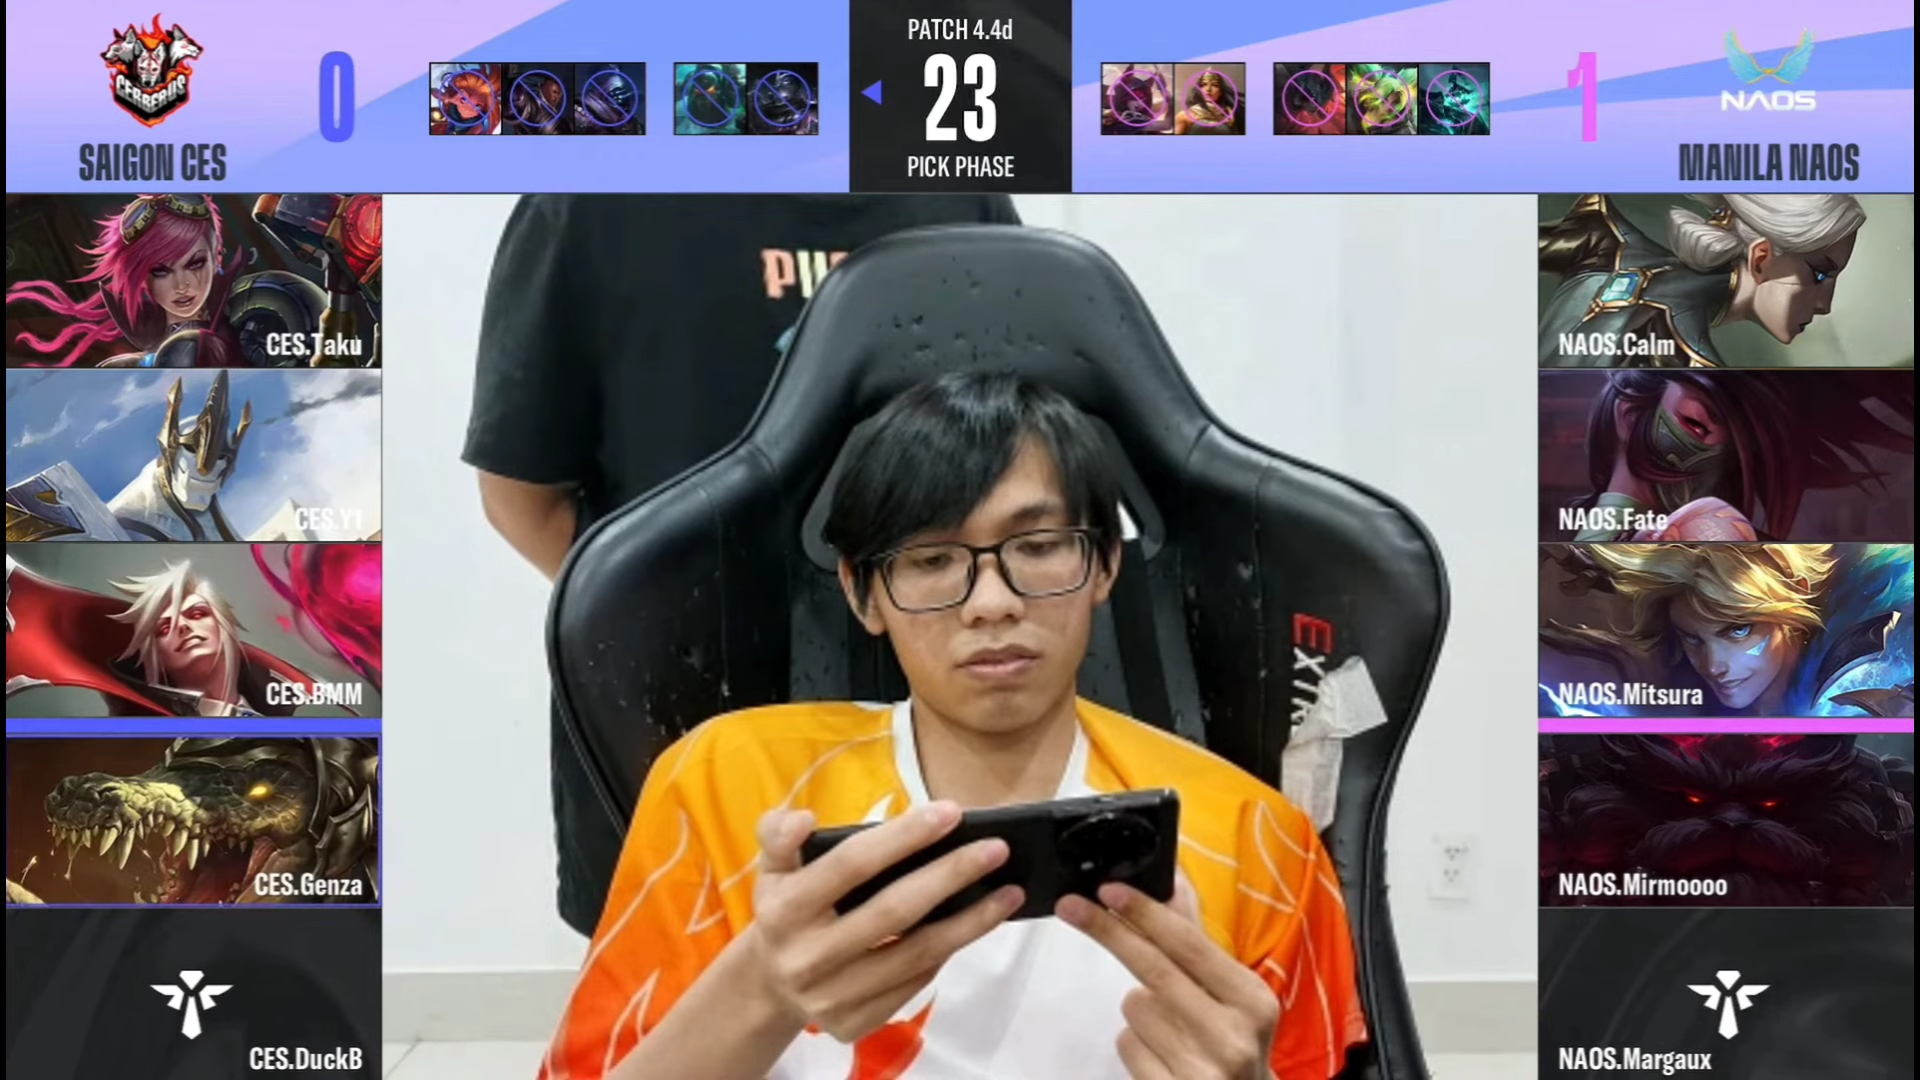 CERBERUS
SAIGON CES
0
PATCH 4.4d
23
PICK PHASE
1
NAOS
MANILA NAOS
CES.Taku
CES.Y1
CES.BMM
CES.Genza
CES.DuckB
NAOS.Calm
NAOS.Fate
NAOS.Mitsura
NAOS.Mirmoooo
NAOS.Margaux